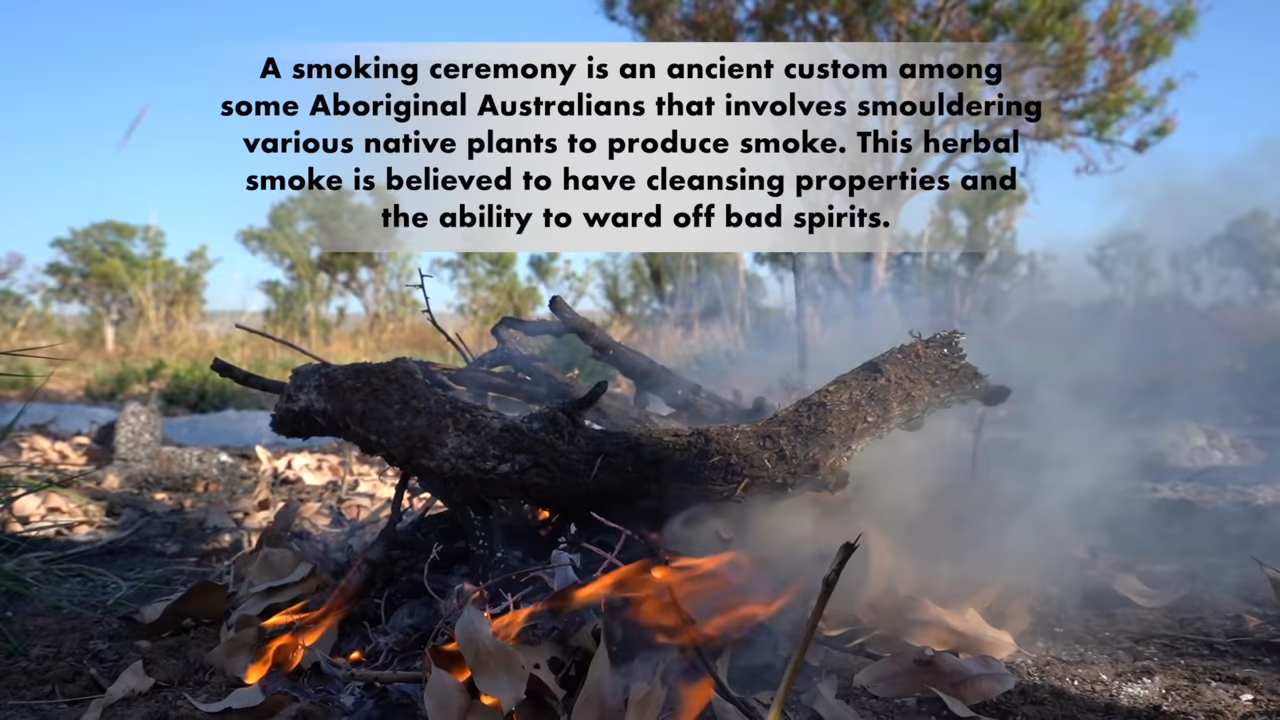 A smoking ceremony is an ancient custom among
some Aboriginal Australians that involves smouldering
various native plants to produce smoke. This herbal
smoke is believed to have cleansing properties and
the ability to ward off bad spirits.